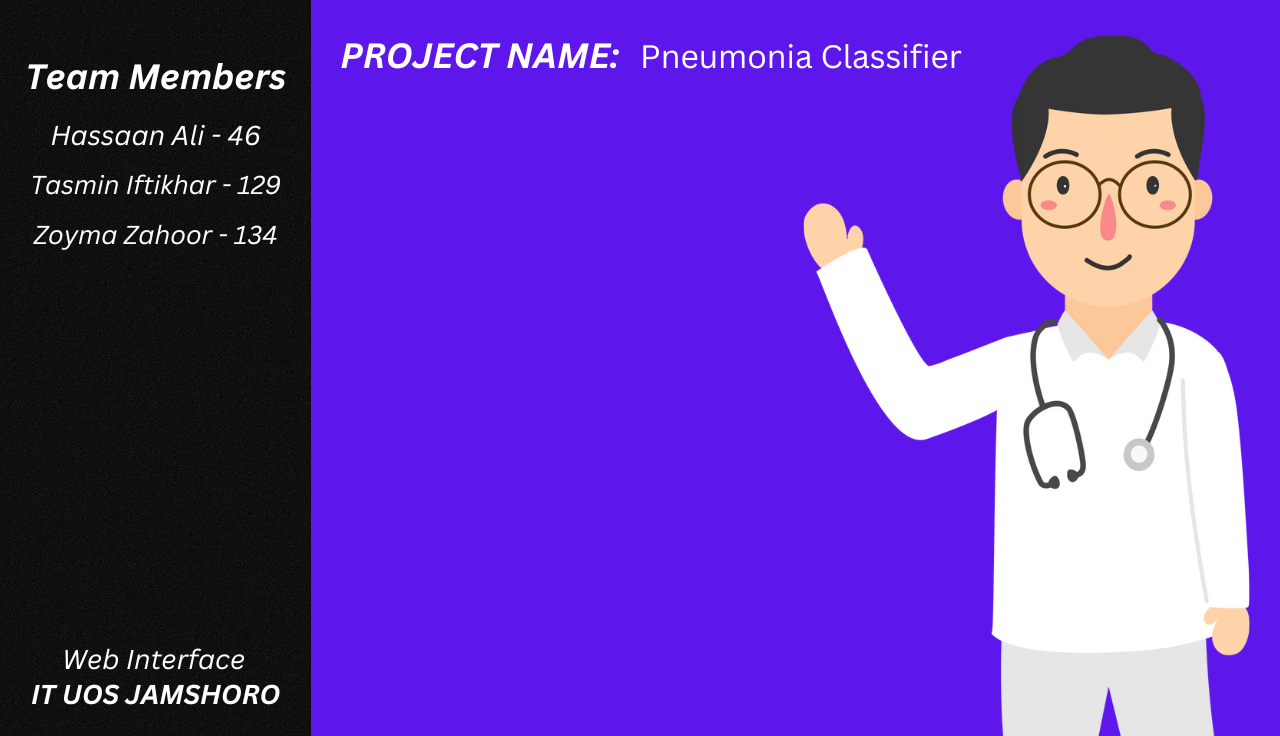 Team Members
Hassaan Ali - 46
Tasmin Iftikhar - 129
Zoyma Zahoor - 134
Web Interface
IT UOS JAMSHORO
PROJECT NAME: Pneumonia Classifier